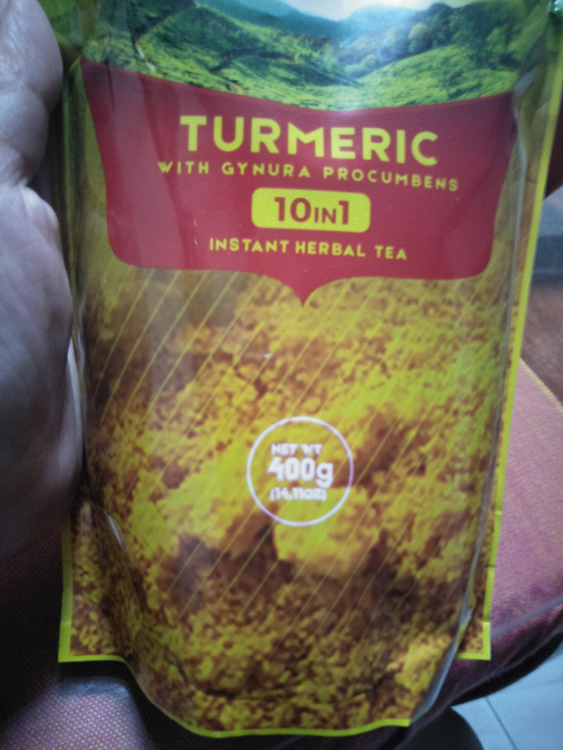 TURMERIC
WITH GYNURA PROCUMBENS
10IN1
INSTANT HERBAL TEA
NET WT
400g
(14.11OZ)